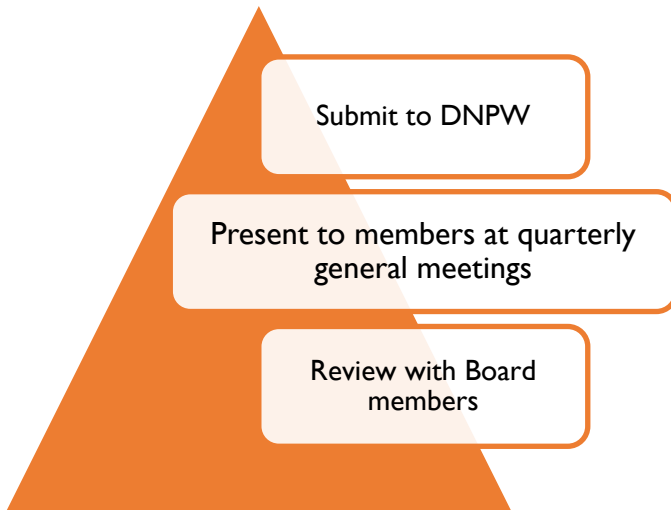 Submit to DNPW
Present to members at quarterly
general meetings
Review with Board
members